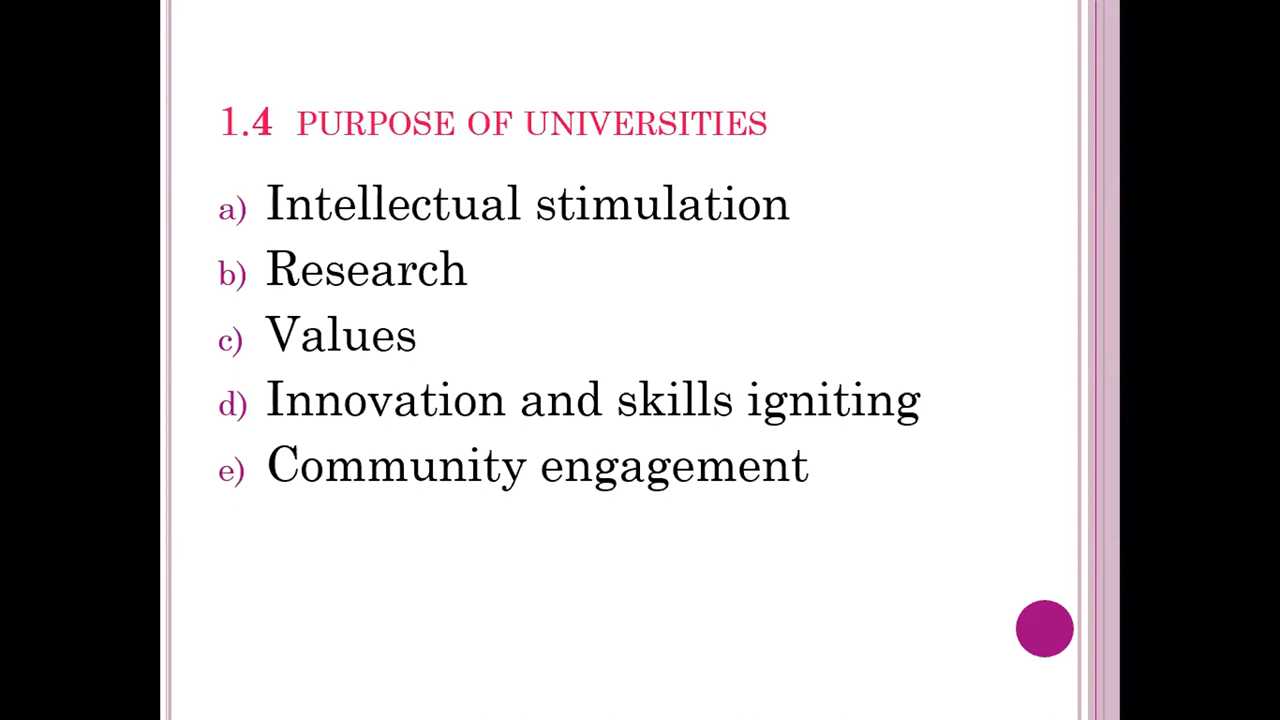 1.4 PURPOSE OF UNIVERSITIES
a) Intellectual stimulation
b) Research
c) Values
d) Innovation and skills igniting
e) Community engagement